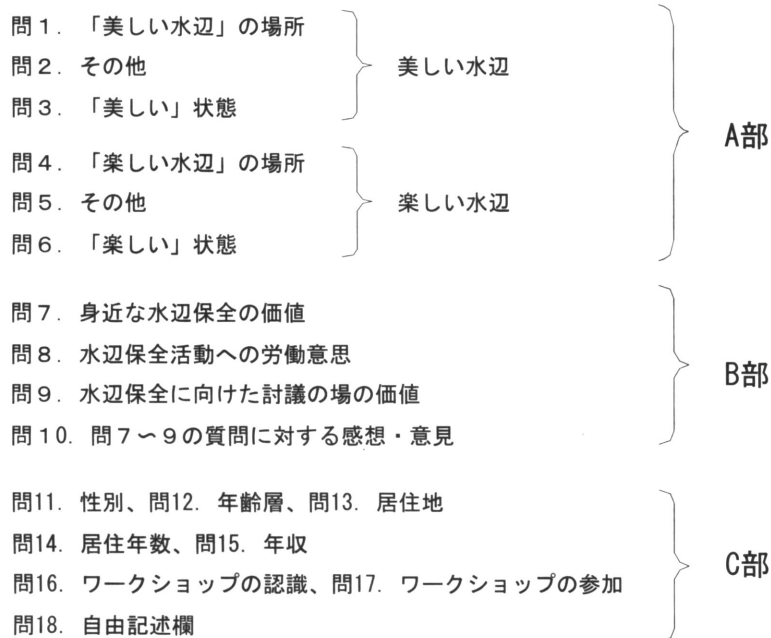 問１．「美しい水辺」の場所
問２．その他
問３．「美しい」状態
美しい水辺
問４．「楽しい水辺」の場所
問５．その他
問６．「楽しい」状態
楽しい水辺
A部
問７．身近な水辺保全の価値
問８．水辺保全活動への労働意思
問９．水辺保全に向けた討議の場の価値
問10．問７～９の質問に対する感想・意見
B部
問11．性別、問12．年齢層、問13．居住地
問14．居住年数、問15．年収
問16．ワークショップの認識、問17．ワークショップの参加
問18．自由記述欄
C部